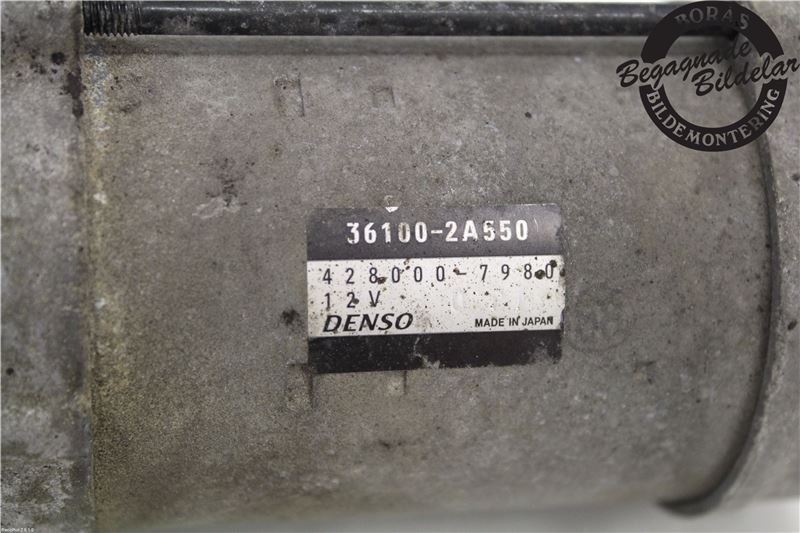 BORÅS
Begagnade
Bildelar
BILDEMONTERING
36100-2A550
428000-7980
12V
DENSO
MADE IN JAPAN